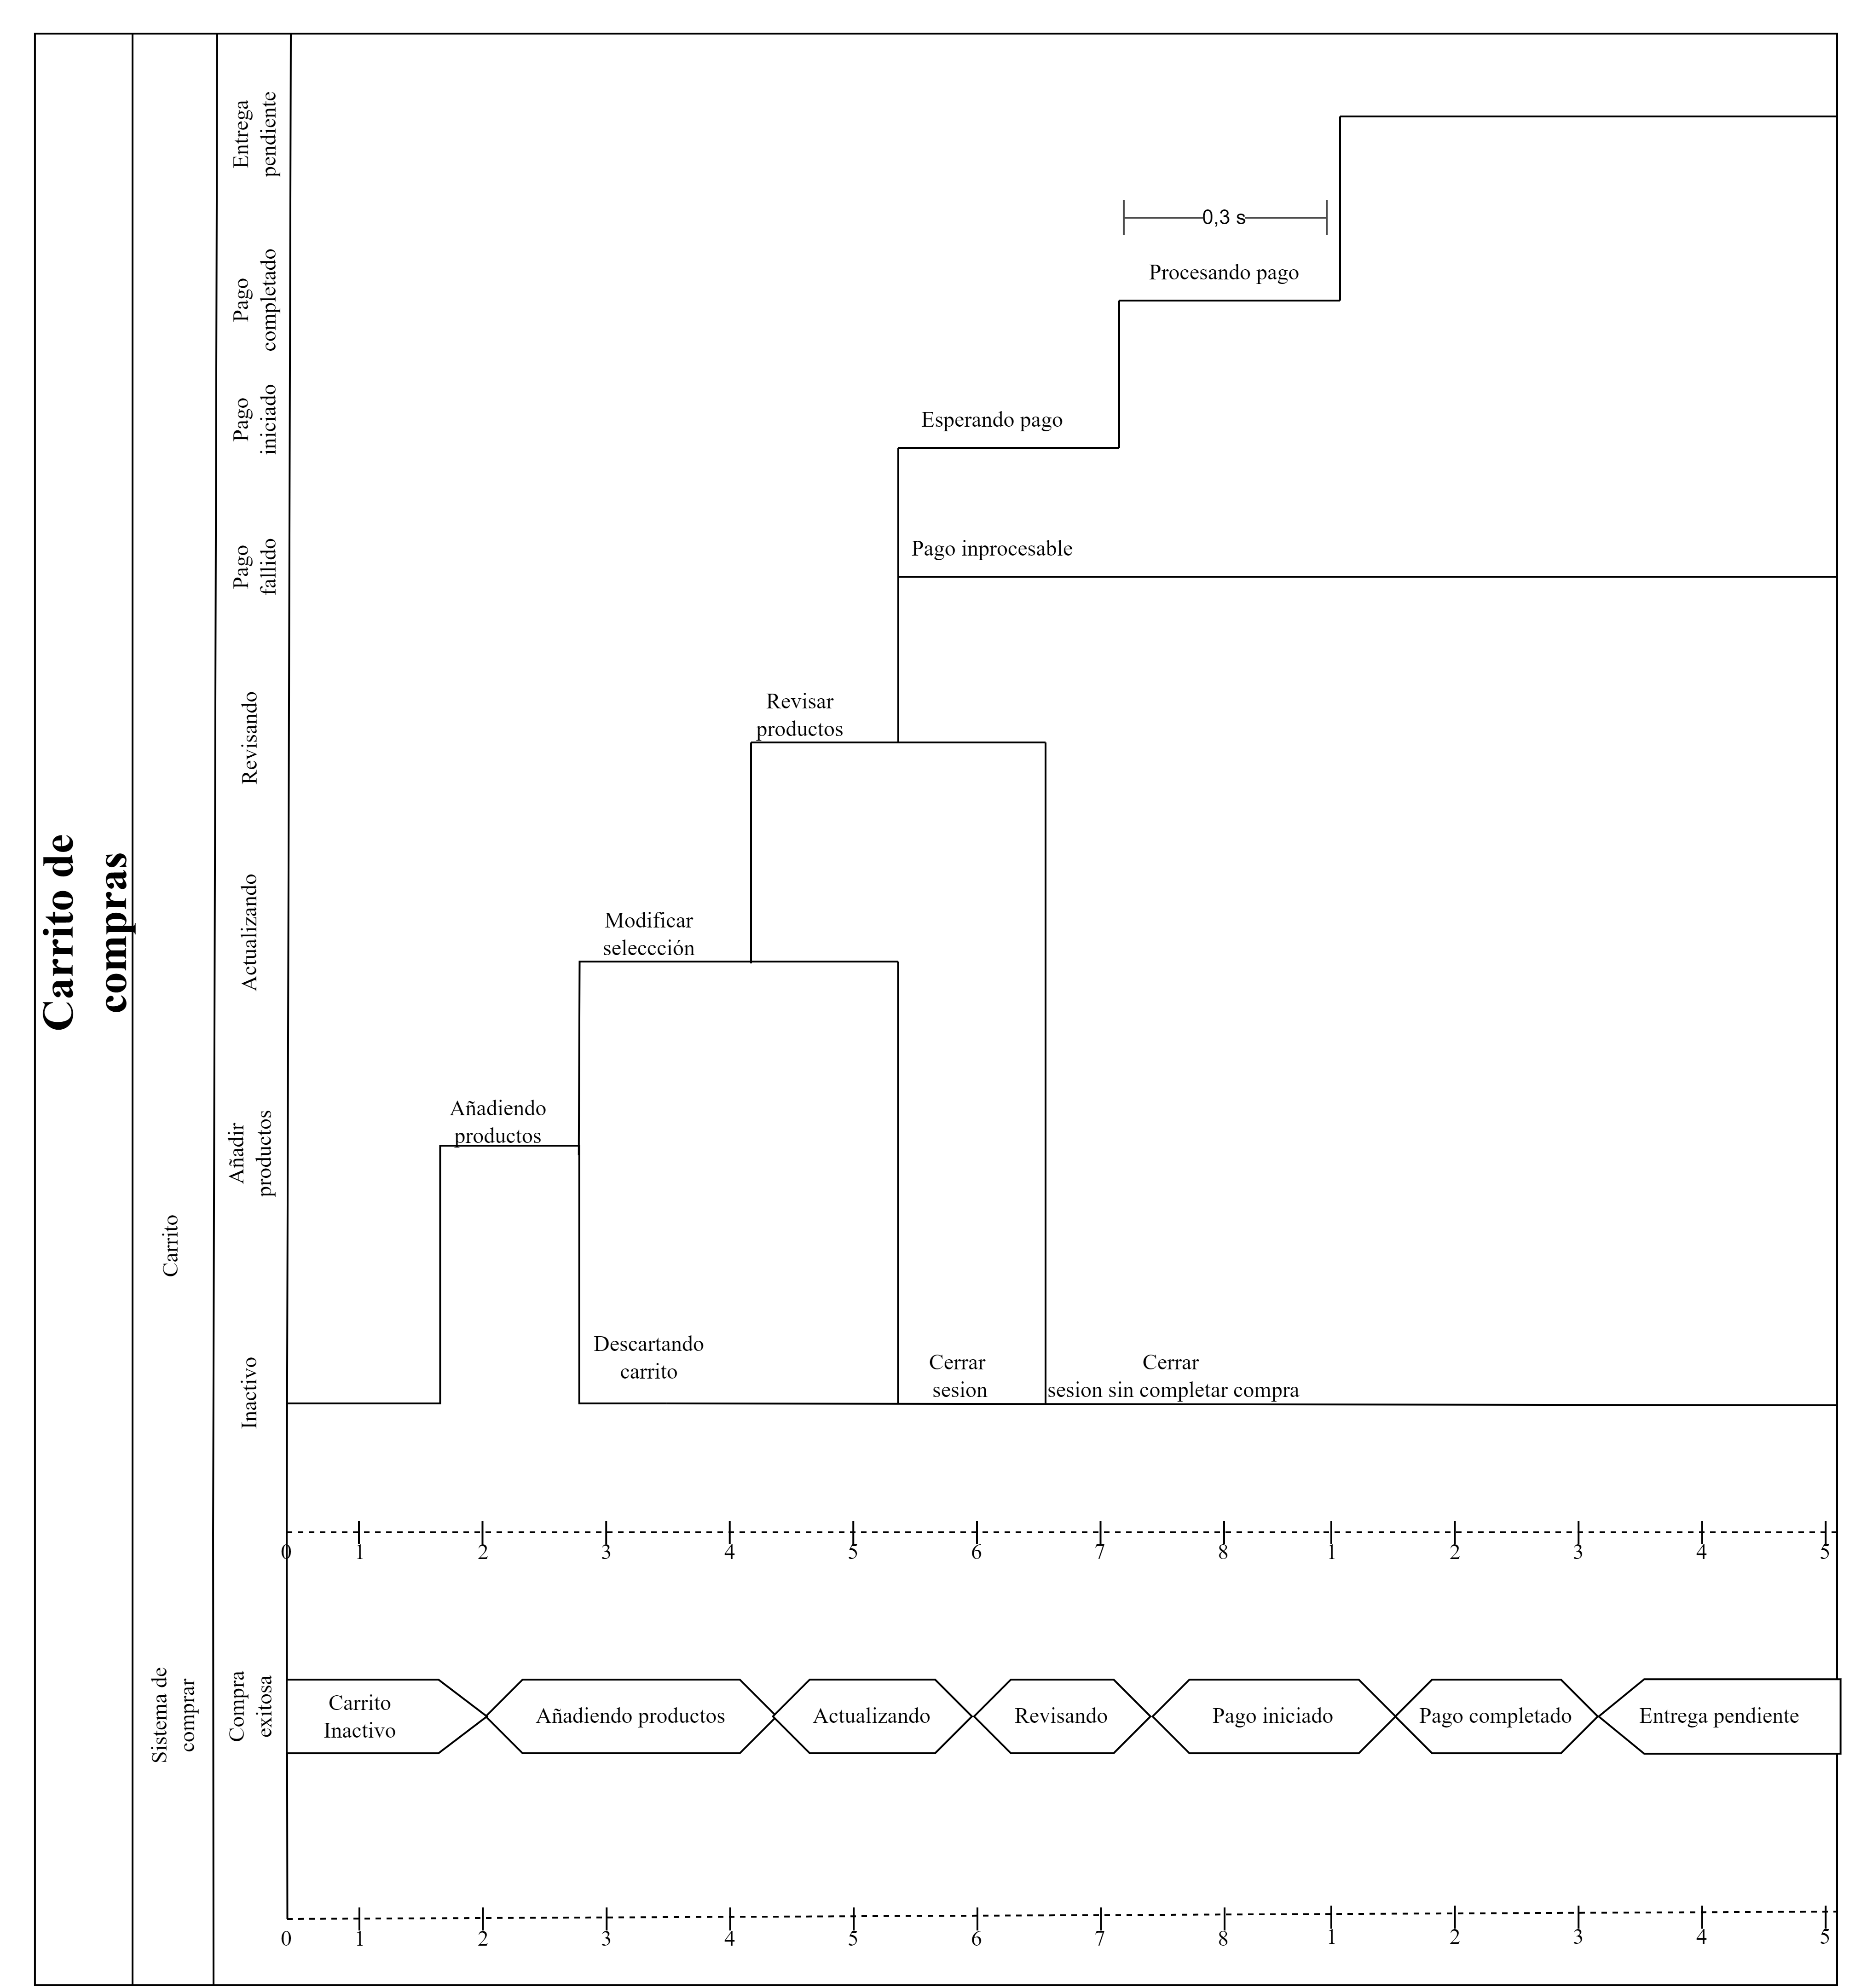 Carrito de
compras
Carrito
Sistema de
comprar
Entrega
pendiente
Pago
completado
Pago
iniciado
Pago
fallido
Revisando
Actualizando
Añadir
productos
Inactivo
Compra
exitosa
0,3 s
Procesando pago
Esperando pago
Pago inprocesable
Revisar
productos
Modificar
seleccción
Añadiendo
productos
Descartando
carrito
Cerrar
sesion
Cerrar
sesion sin completar compra
0 1 2 3 4 5 6 7 8 1 2 3 4 5
Carrito
Inactivo
Añadiendo productos
Actualizando
Revisando
Pago iniciado
Pago completado
Entrega pendiente
0 1 2 3 4 5 6 7 8 1 2 3 4 5